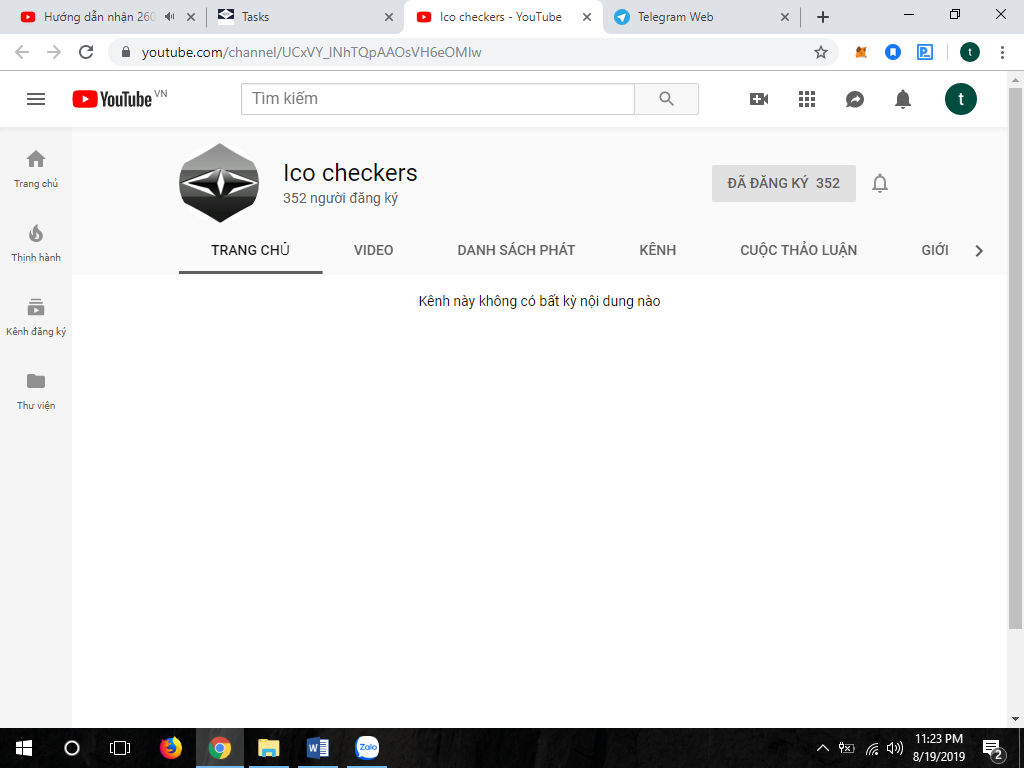 Hướng dẫn nhận 260
Tasks
Ico checkers - YouTube
Telegram Web
youtube.com/channel/UCxVY_lNhTQpAAOsVH6eOMIw
t
YouTube VN
Tìm kiếm
t
Trang chủ
Thịnh hành
Kênh đăng ký
Thư viện
Ico checkers
352 người đăng ký
ĐÃ ĐĂNG KÝ 352
TRANG CHỦ VIDEO DANH SÁCH PHÁT KÊNH CUỘC THẢO LUẬN GIỚI
Kênh này không có bất kỳ nội dung nào
Zalo
11:23 PM
8/19/2019
2